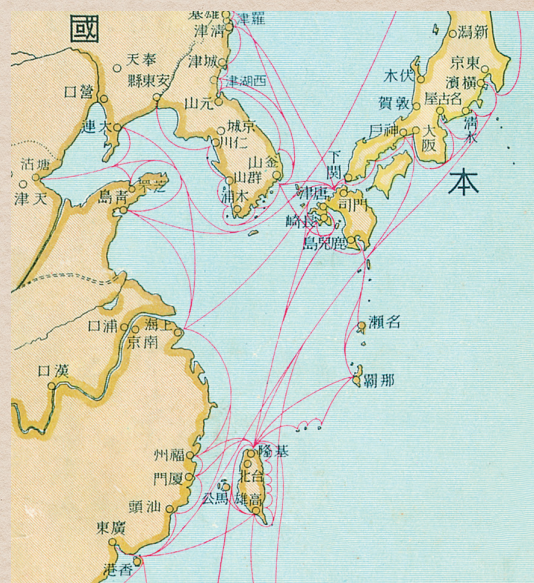 國
雄基
羅津
清津
城津
西湖津
元山
奉天
安東縣
營口
大連
京城
仁川
群山
釜山
木浦
塘沽
天津
芝罘
青島
新潟
東京
橫濱
伏木
敦賀
名古屋
清水
神戶
大阪
下關
門司
唐津
長崎
鹿兒島
本
名瀨
那覇
上海
南京
浦口
漢口
福州
廈門
汕頭
廣東
香港
基隆
台北
高雄
馬公